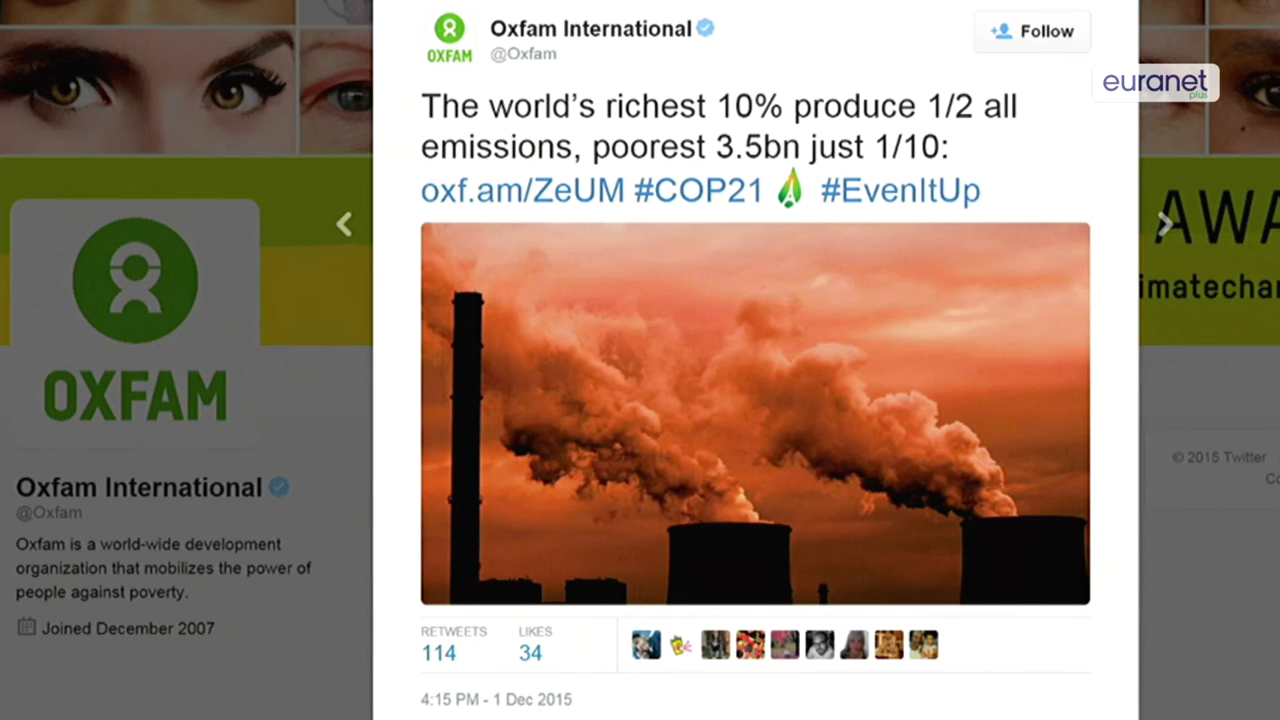 OXFAM
Oxfam International
@Oxfam
Follow
euranet
plus
The world's richest 10% produce 1/2 all
emissions, poorest 3.5bn just 1/10:
oxf.am/ZeUM #COP21 #EvenItUp
OXFAM
Oxfam International
@Oxfam
Oxfam is a world-wide development
organization that mobilizes the power of
people against poverty.
Joined December 2007
RETWEETS
114
LIKES
34
4:15 PM - 1 Dec 2015
© 2015 Twitter